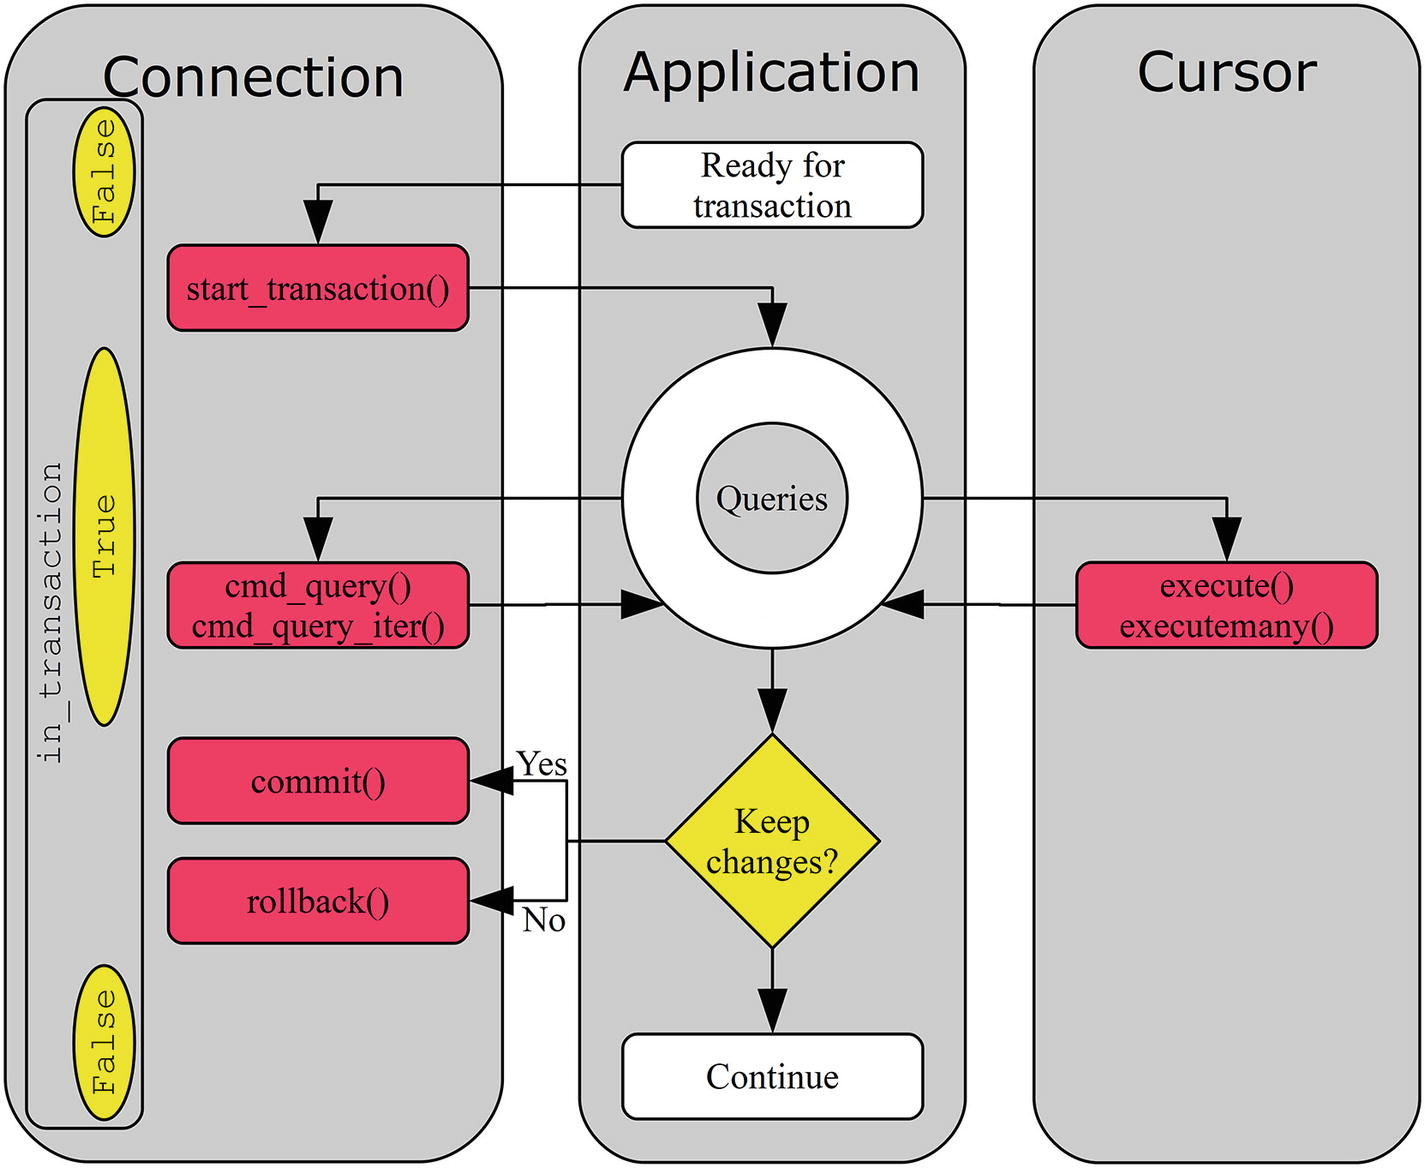 Connection
Application
Cursor
False
Ready for
transaction
start_transaction()
in_transaction
True
Queries
cmd_query()
cmd_query_iter()
execute()
executemany()
commit()
Yes
Keep
changes?
rollback()
No
False
Continue